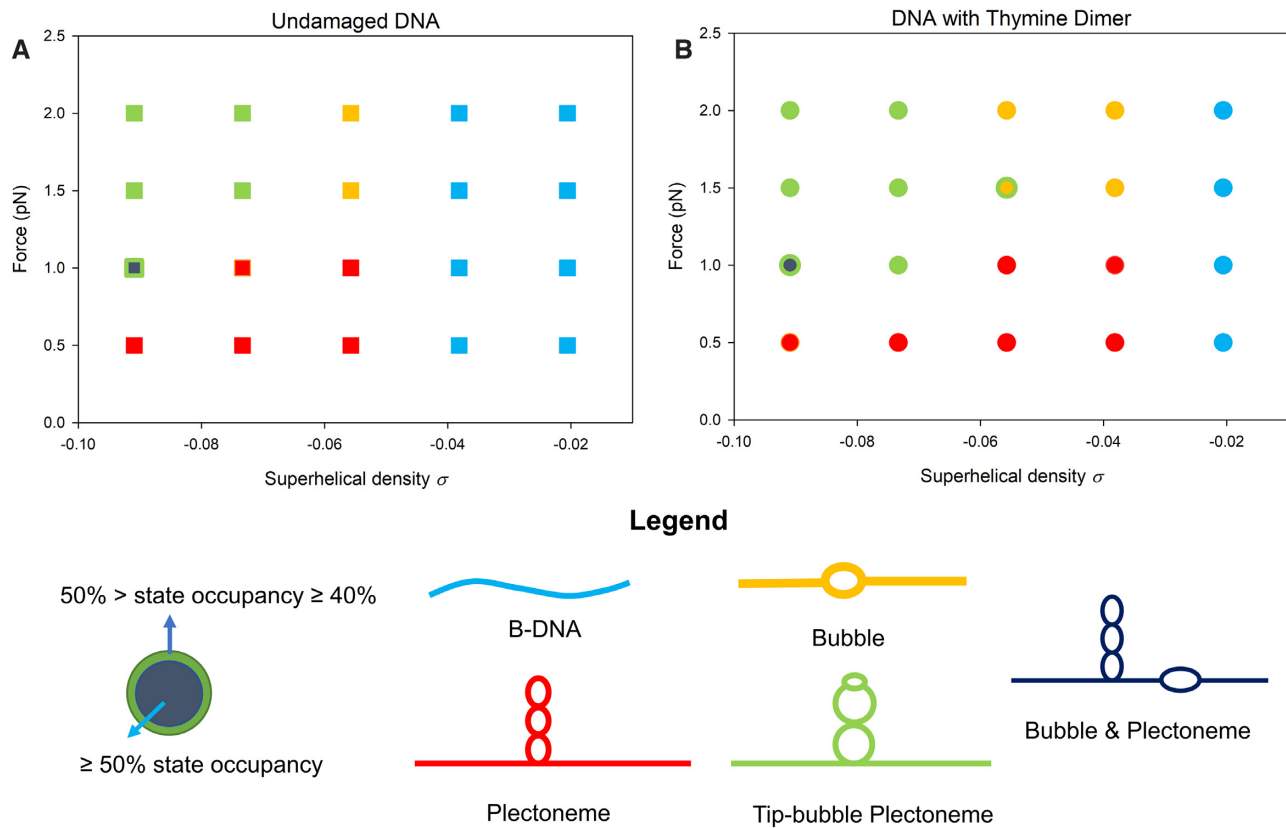 Undamaged DNA
A
2.5
2.0
1.5
1.0
0.5
0.0
Force (pN)
-0.10
-0.08
-0.06
-0.04
-0.02
Superhelical density σ
DNA with Thymine Dimer
B
2.5
2.0
1.5
1.0
0.5
0.0
Force (pN)
-0.10
-0.08
-0.06
-0.04
-0.02
Superhelical density σ
Legend
50% > state occupancy ≥ 40%
≥ 50% state occupancy
B-DNA
Plectoneme
Bubble
Tip-bubble Plectoneme
Bubble & Plectoneme